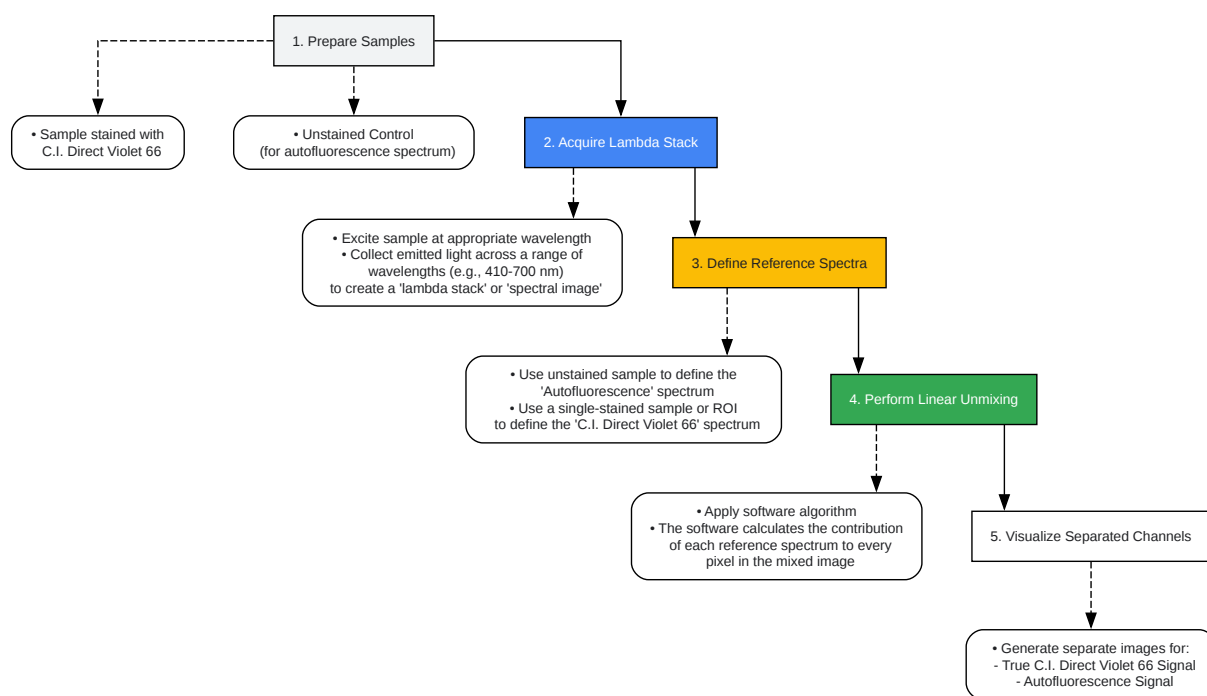 1. Prepare Samples
• Sample stained with
C.I. Direct Violet 66
• Unstained Control
(for autofluorescence spectrum)
2. Acquire Lambda Stack
• Excite sample at appropriate wavelength
• Collect emitted light across a range of
wavelengths (e.g., 410-700 nm)
to create a 'lambda stack' or 'spectral image'
3. Define Reference Spectra
• Use unstained sample to define the
'Autofluorescence' spectrum
• Use a single-stained sample or ROI
to define the 'C.I. Direct Violet 66' spectrum
4. Perform Linear Unmixing
• Apply software algorithm
• The software calculates the contribution
of each reference spectrum to every
pixel in the mixed image
5. Visualize Separated Channels
• Generate separate images for:
- True C.I. Direct Violet 66 Signal
- Autofluorescence Signal